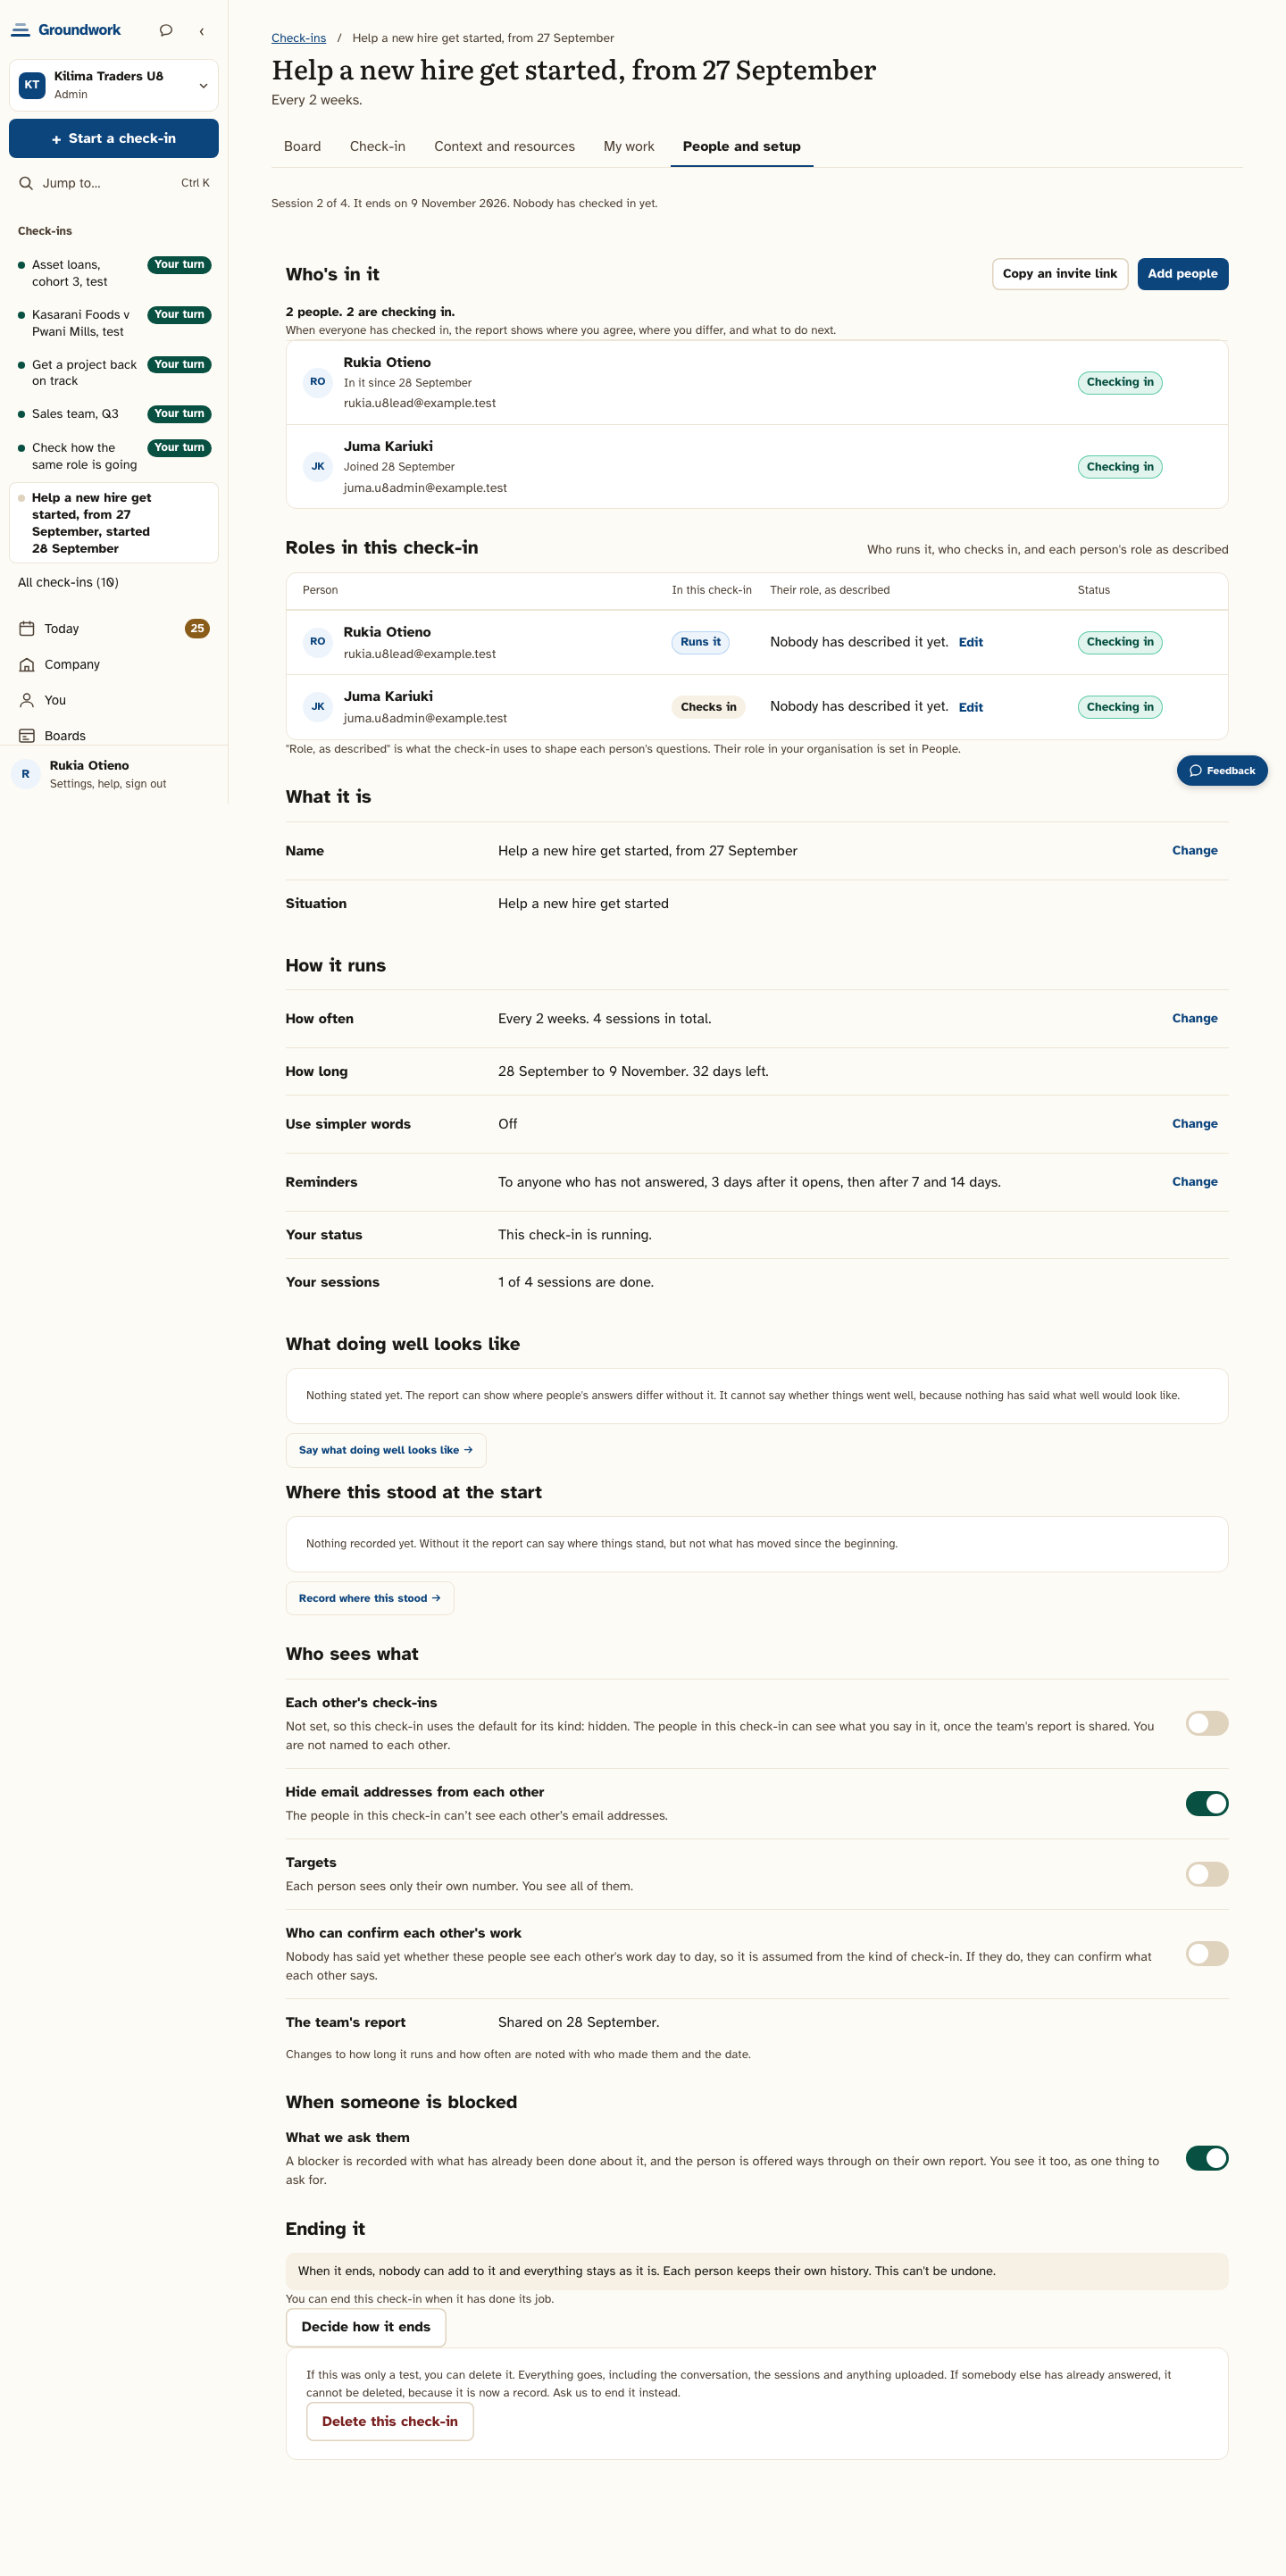 Groundwork
‹
KT
Kilima Traders U8
Admin
+ Start a check-in
Jump to...
Ctrl K
Check-ins
Asset loans,
cohort 3, test
Your turn
Kasarani Foods v
Pwani Mills, test
Your turn
Get a project back
on track
Your turn
Sales team, Q3
Your turn
Check how the
same role is going
Your turn
Help a new hire get
started, from 27
September, started
28 September
All check-ins (10)
Today
25
Company
You
Boards
R
Rukia Otieno
Settings, help, sign out
Check-ins / Help a new hire get started, from 27 September
Help a new hire get started, from 27 September
Every 2 weeks.
Board
Check-in
Context and resources
My work
People and setup
Session 2 of 4. It ends on 9 November 2026. Nobody has checked in yet.
Who's in it
Copy an invite link
Add people
2 people. 2 are checking in.
When everyone has checked in, the report shows where you agree, where you differ, and what to do next.
RO
Rukia Otieno
In it since 28 September
rukia.u8lead@example.test
Checking in
JK
Juma Kariuki
Joined 28 September
juma.u8admin@example.test
Checking in
Roles in this check-in
Who runs it, who checks in, and each person's role as described
Person
In this check-in
Their role, as described
Status
RO
Rukia Otieno
rukia.u8lead@example.test
Runs it
Nobody has described it yet. Edit
Checking in
JK
Juma Kariuki
juma.u8admin@example.test
Checks in
Nobody has described it yet. Edit
Checking in
"Role, as described" is what the check-in uses to shape each person's questions. Their role in your organisation is set in People.
Feedback
What it is
Name
Help a new hire get started, from 27 September
Change
Situation
Help a new hire get started
How it runs
How often
Every 2 weeks. 4 sessions in total.
Change
How long
28 September to 9 November. 32 days left.
Use simpler words
Off
Change
Reminders
To anyone who has not answered, 3 days after it opens, then after 7 and 14 days.
Change
Your status
This check-in is running.
Your sessions
1 of 4 sessions are done.
What doing well looks like
Nothing stated yet. The report can show where people's answers differ without it. It cannot say whether things went well, because nothing has said what well would look like.
Say what doing well looks like →
Where this stood at the start
Nothing recorded yet. Without it the report can say where things stand, but not what has moved since the beginning.
Record where this stood →
Who sees what
Each other's check-ins
Not set, so this check-in uses the default for its kind: hidden. The people in this check-in can see what you say in it, once the team's report is shared. You
are not named to each other.
Hide email addresses from each other
The people in this check-in can't see each other's email addresses.
Targets
Each person sees only their own number. You see all of them.
Who can confirm each other's work
Nobody has said yet whether these people see each other's work day to day, so it is assumed from the kind of check-in. If they do, they can confirm what
each other says.
The team's report
Shared on 28 September.
Changes to how long it runs and how often are noted with who made them and the date.
When someone is blocked
What we ask them
A blocker is recorded with what has already been done about it, and the person is offered ways through on their own report. You see it too, as one thing to
ask for.
Ending it
When it ends, nobody can add to it and everything stays as it is. Each person keeps their own history. This can't be undone.
You can end this check-in when it has done its job.
Decide how it ends
If this was only a test, you can delete it. Everything goes, including the conversation, the sessions and anything uploaded. If somebody else has already answered, it
cannot be deleted, because it is now a record. Ask us to end it instead.
Delete this check-in